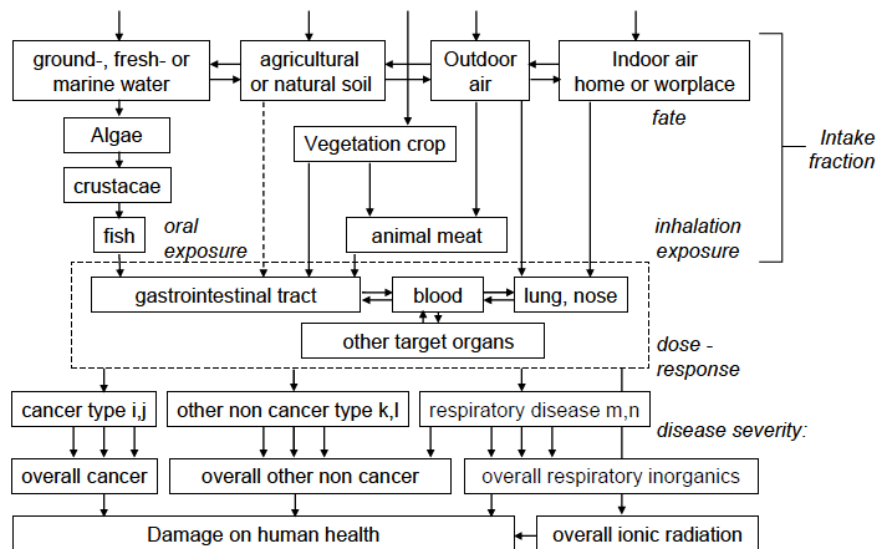 ground-, fresh- or
marine water
agricultural
or natural soil
Outdoor
air
Indoor air
home or worplace
fate
Algae
Vegetation crop
Intake
fraction
crustacae
fish
oral
exposure
animal meat
inhalation
exposure
gastrointestinal tract
blood
lung, nose
other target organs
dose -
response
cancer type i,j
other non cancer type k,l
respiratory disease m,n
disease severity:
overall cancer
overall other non cancer
overall respiratory inorganics
Damage on human health
overall ionic radiation